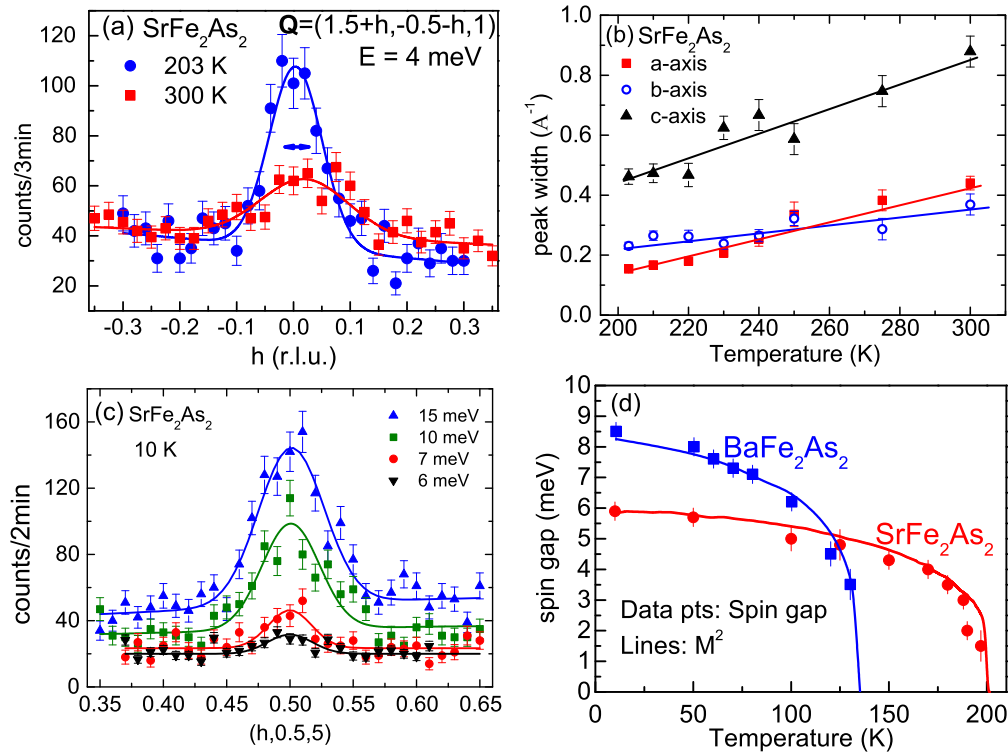 (a) SrFe₂As₂ Q=(1.5+h,-0.5-h,1)
E = 4 meV
203 K
300 K
120
100
80
60
40
20
counts/3min
-0.3 -0.2 -0.1 0.0 0.1 0.2 0.3
h (r.l.u.)
(b) SrFe₂As₂
a-axis
b-axis
c-axis
1.0
0.8
0.6
0.4
0.2
0.0
peak width (A⁻¹)
200 220 240 260 280 300
Temperature (K)
(c) SrFe₂As₂
10 K
15 meV
10 meV
7 meV
6 meV
160
120
80
40
0
counts/2min
0.35 0.40 0.45 0.50 0.55 0.60 0.65
(h,0.5,5)
(d)
BaFe₂As₂
SrFe₂As₂
Data pts: Spin gap
Lines: M²
10
9
8
7
6
5
4
3
2
1
0
spin gap (meV)
0 50 100 150 200
Temperature (K)